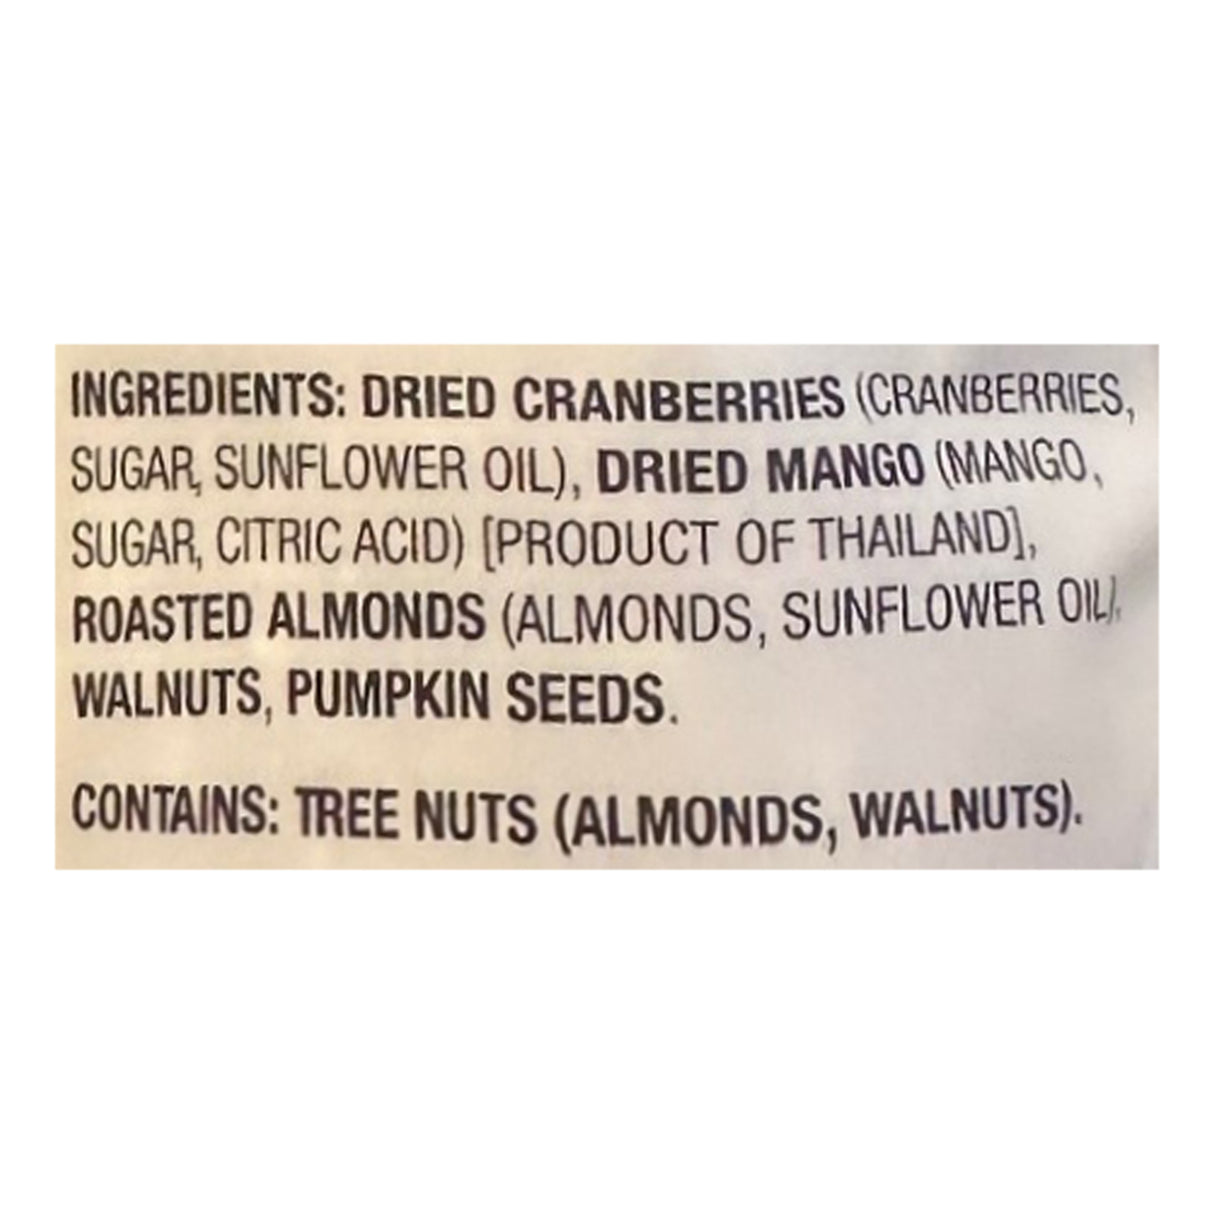 INGREDIENTS: DRIED CRANBERRIES (CRANBERRIES,
SUGAR, SUNFLOWER OIL), DRIED MANGO (MANGO,
SUGAR, CITRIC ACID) [PRODUCT OF THAILAND],
ROASTED ALMONDS (ALMONDS, SUNFLOWER OIL),
WALNUTS, PUMPKIN SEEDS.
CONTAINS: TREE NUTS (ALMONDS, WALNUTS).